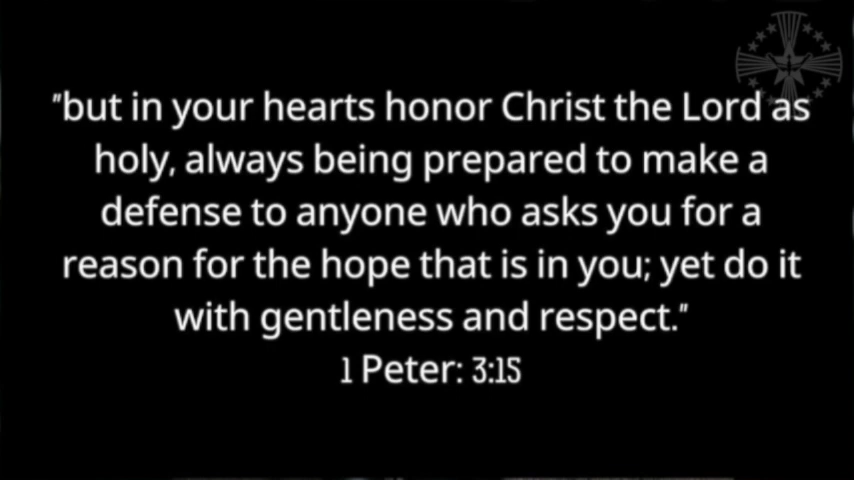 "but in your hearts honor Christ the Lord as
holy, always being prepared to make a
defense to anyone who asks you for a
reason for the hope that is in you; yet do it
with gentleness and respect."
1 Peter: 3:15